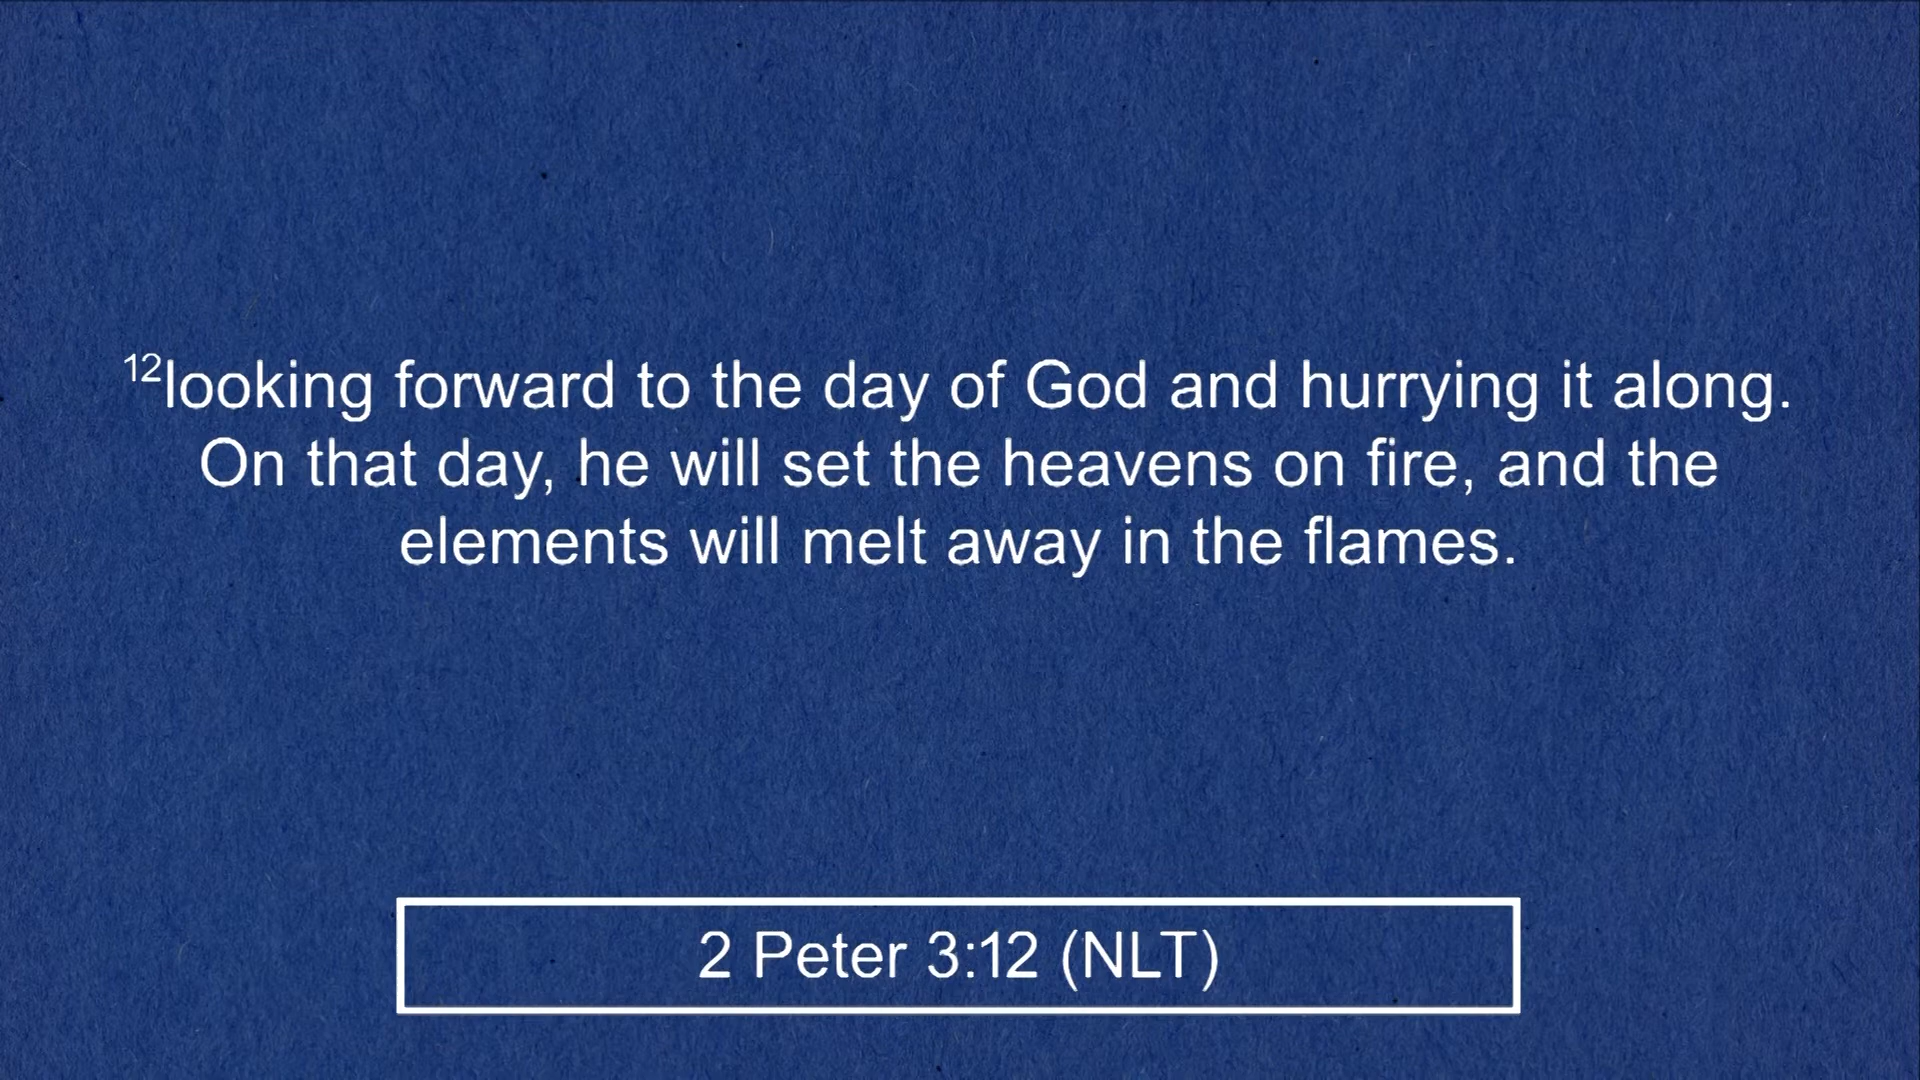 ¹²looking forward to the day of God and hurrying it along.
On that day, he will set the heavens on fire, and the
elements will melt away in the flames.
2 Peter 3:12 (NLT)